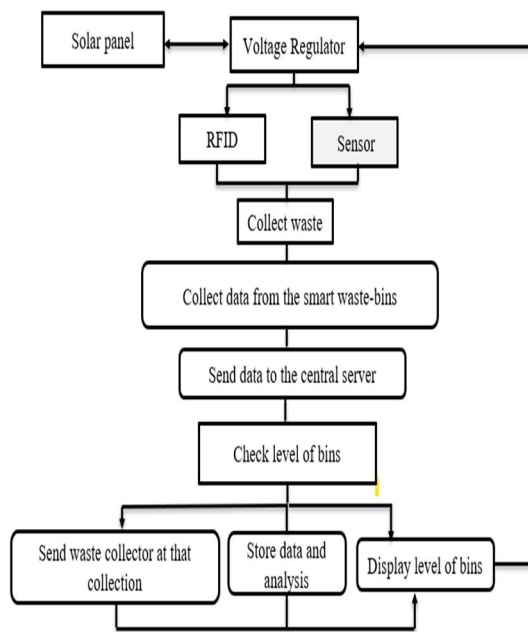 Solar panel
Voltage Regulator
RFID
Sensor
Collect waste
Collect data from the smart waste-bins
Send data to the central server
Check level of bins
Send waste collector at that
collection
Store data and
analysis
Display level of bins